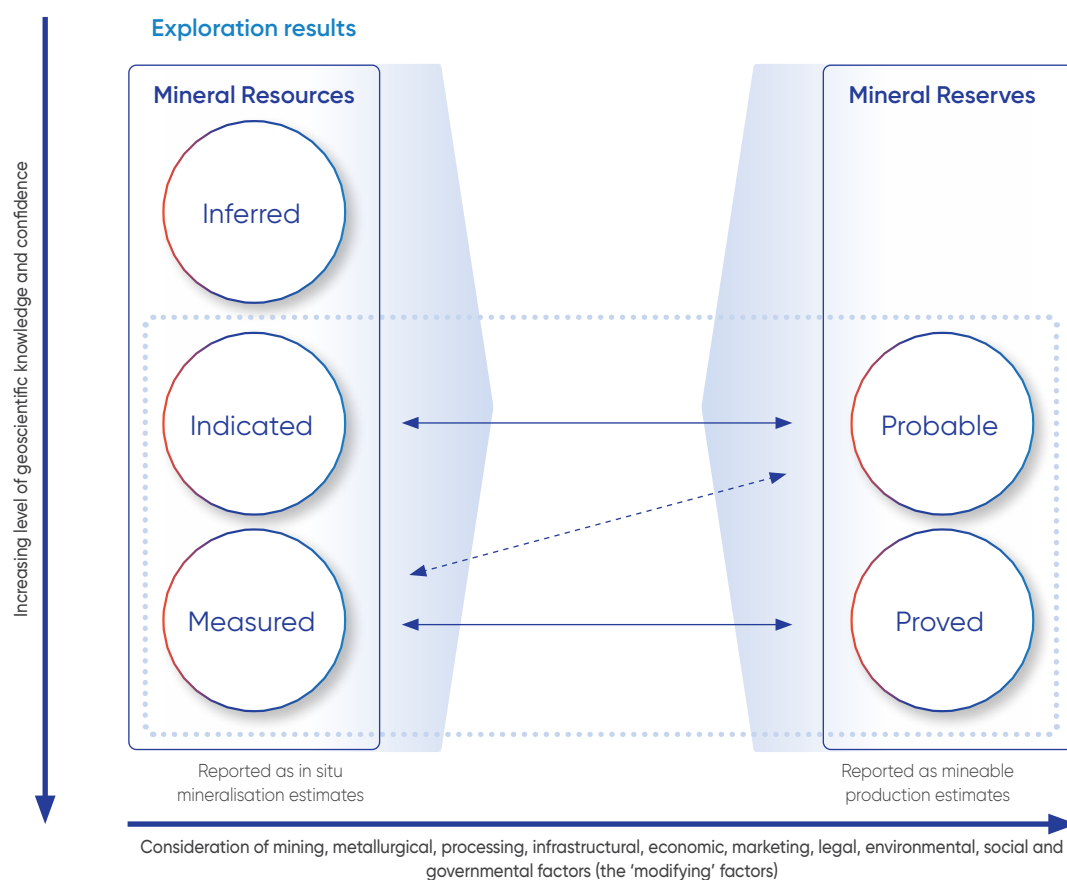 Exploration results
Mineral Resources
Mineral Reserves
Inferred
Indicated
Probable
Measured
Proved
Increasing level of geoscientific knowledge and confidence
Reported as in situ
mineralisation estimates
Reported as mineable
production estimates
Consideration of mining, metallurgical, processing, infrastructural, economic, marketing, legal, environmental, social and
governmental factors (the ‘modifying’ factors)